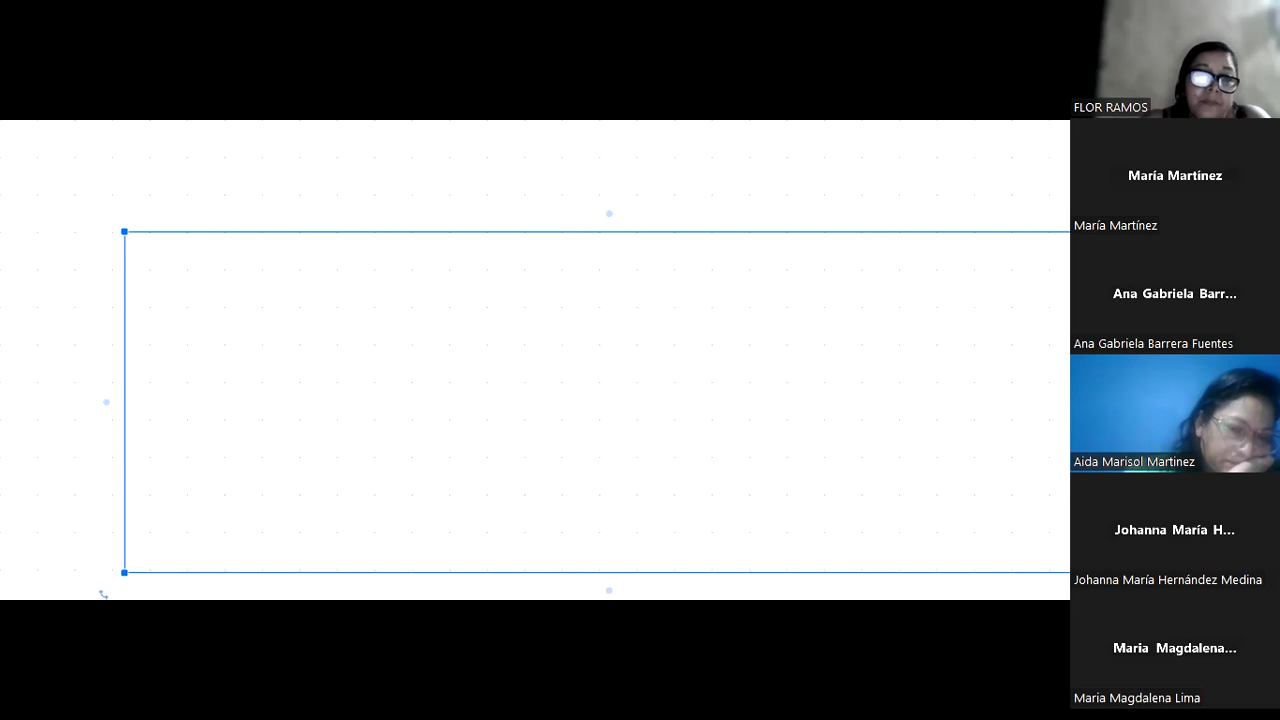 FLOR RAMOS
María Martínez
María Martínez
Ana Gabriela Barr...
Ana Gabriela Barrera Fuentes
Aida Marisol Martinez
Johanna María H...
Johanna María Hernández Medina
Maria Magdalena...
Maria Magdalena Lima